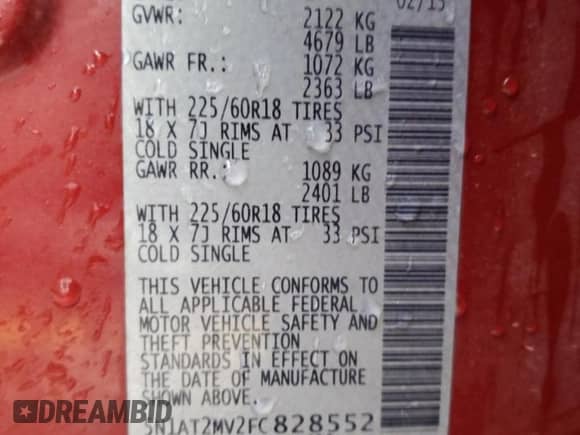 02/15
GVWR: 2122 KG
4679 LB
GAWR FR.: 1072 KG
2363 LB
WITH 225/60R18 TIRES
18 X 7J RIMS AT 33 PSI
COLD SINGLE
GAWR RR.: 1089 KG
2401 LB
WITH 225/60R18 TIRES
18 X 7J RIMS AT 33 PSI
COLD SINGLE
THIS VEHICLE CONFORMS TO
ALL APPLICABLE FEDERAL
MOTOR VEHICLE SAFETY AND
THEFT PREVENTION
STANDARDS IN EFFECT ON
THE DATE OF MANUFACTURE
SHOWN ABOVE.
5N1AT2MV2FC828552
DREAMBID